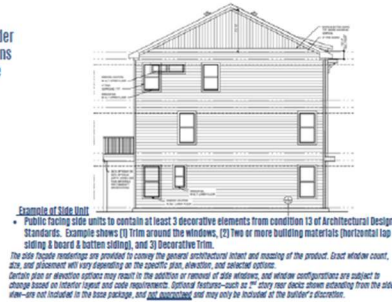 der
ns
Example of Side Unit
• Public facing side units to contain at least 3 decorative elements from condition 13 of Architectural Design
Standards. Example shows (1) Trim around the windows, (2) Two or more building materials (horizontal lap
siding & board & batten siding), and 3) Decorative Trim.
The side façade renderings are provided to convey the general architectural intent and massing of the product. Exact window count,
size, and placement will vary depending on the specific plan, elevation, and selected options.
Certain plan or elevation options may result in the addition or removal of side windows, and window configurations are subject to
change based on interior layout and code requirements. Optional features—such as 2nd story rear decks shown extending from the side
view—are not included in the base package, and not guaranteed and may only be included at the builder's discretion.